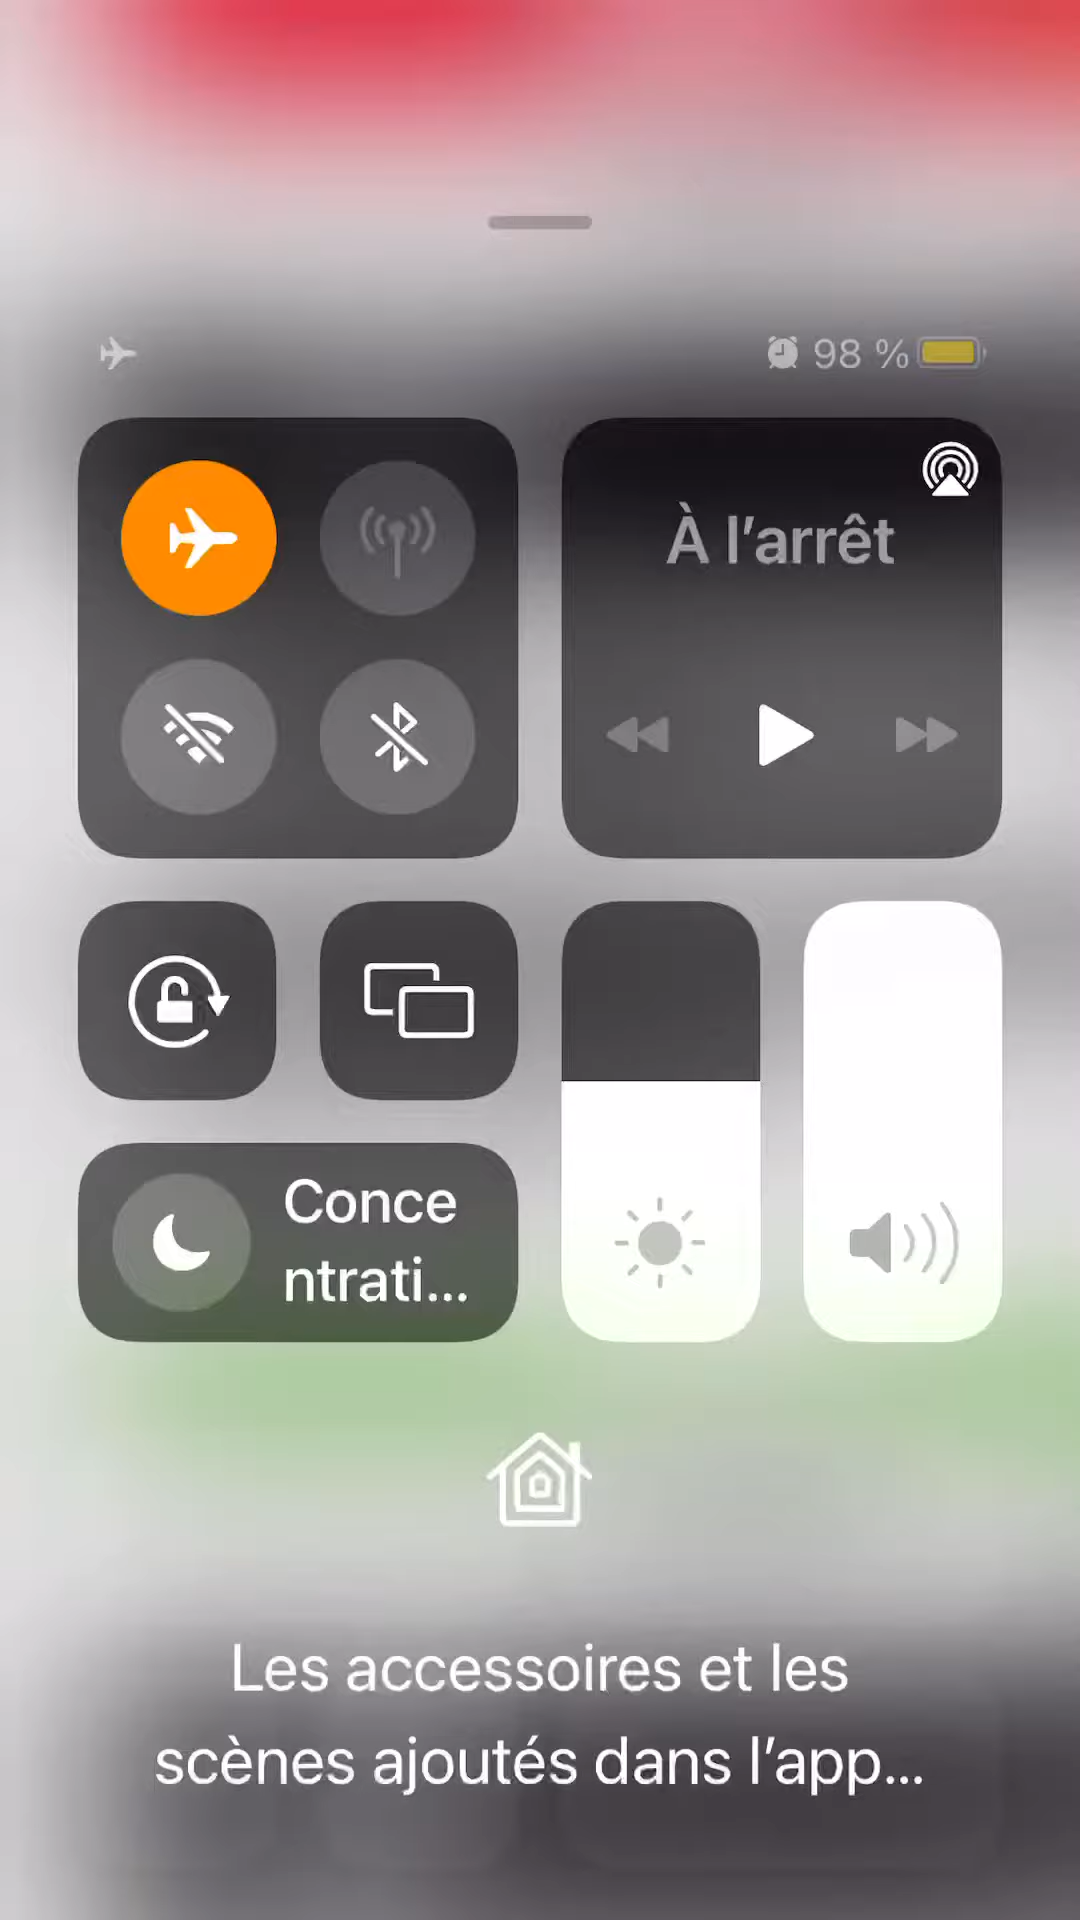 98 %
À l’arrêt
Conce
ntrati...
Les accessoires et les
scènes ajoutés dans l’app...